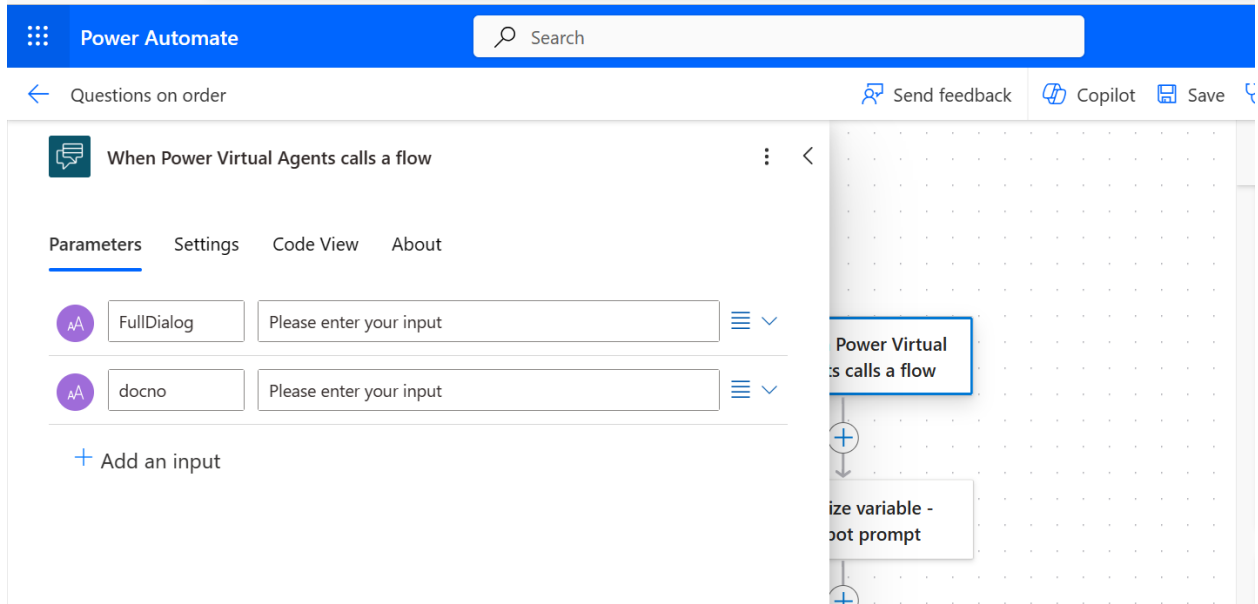 Power Automate
Search
Questions on order
Send feedback
Copilot
Save
When Power Virtual Agents calls a flow
Parameters
Settings
Code View
About
AA
FullDialog
Please enter your input
AA
docno
Please enter your input
Add an input
Power Virtual
ts calls a flow
ize variable -
bot prompt